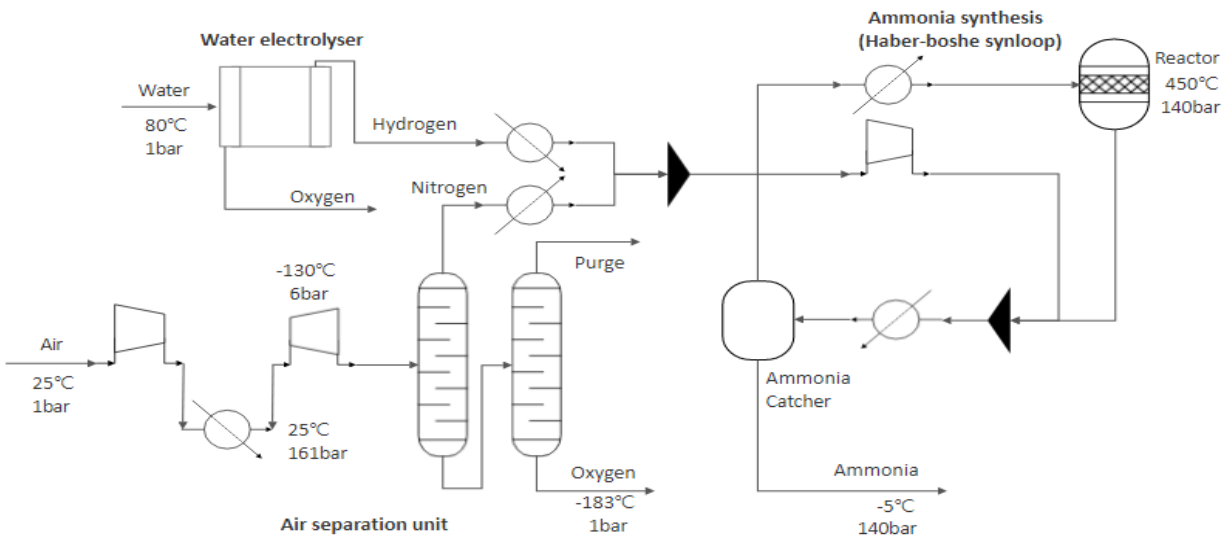 Water electrolyser
Water
80℃
1bar
Hydrogen
Oxygen
Nitrogen
Purge
-130℃
6bar
Air
25℃
1bar
25℃
161bar
Oxygen
-183℃
1bar
Air separation unit
Ammonia synthesis
(Haber-boshe synloop)
Reactor
450℃
140bar
Ammonia
Catcher
Ammonia
-5℃
140bar